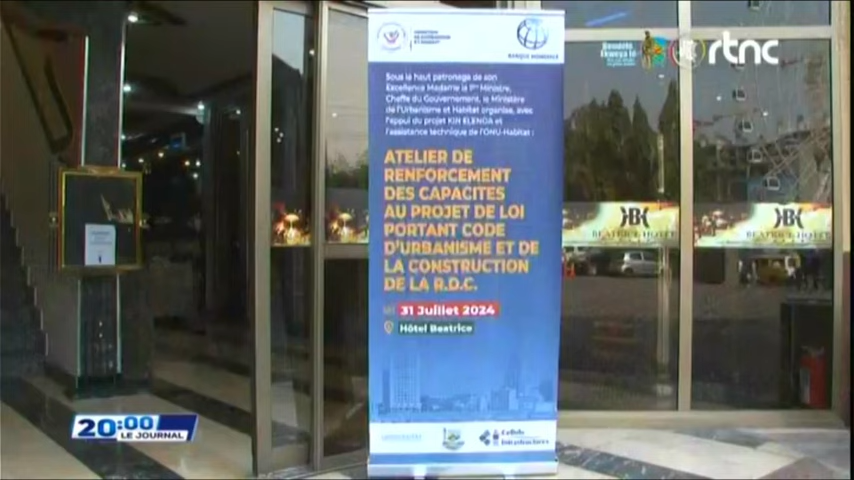 rtnc
BANQUE MONDIALE
Sous le haut patronage de son
Excellence Madame la 1ère Ministre,
Cheffe du Gouvernement, le Ministère
de l'Urbanisme et Habitat organise, avec
l'appui du projet KIN ELENDA et
l'assistance technique de l'ONU-Habitat :
ATELIER DE
RENFORCEMENT
DES CAPACITES
AU PROJET DE LOI
PORTANT CODE
D'URBANISME ET DE
LA CONSTRUCTION
DE LA R.D.C.
31 Juillet 2024
Hôtel Beatrice
BEATRICE HOTEL
BEATRICE HOTEL
Cellule
Infrastructures
20:00
LE JOURNAL